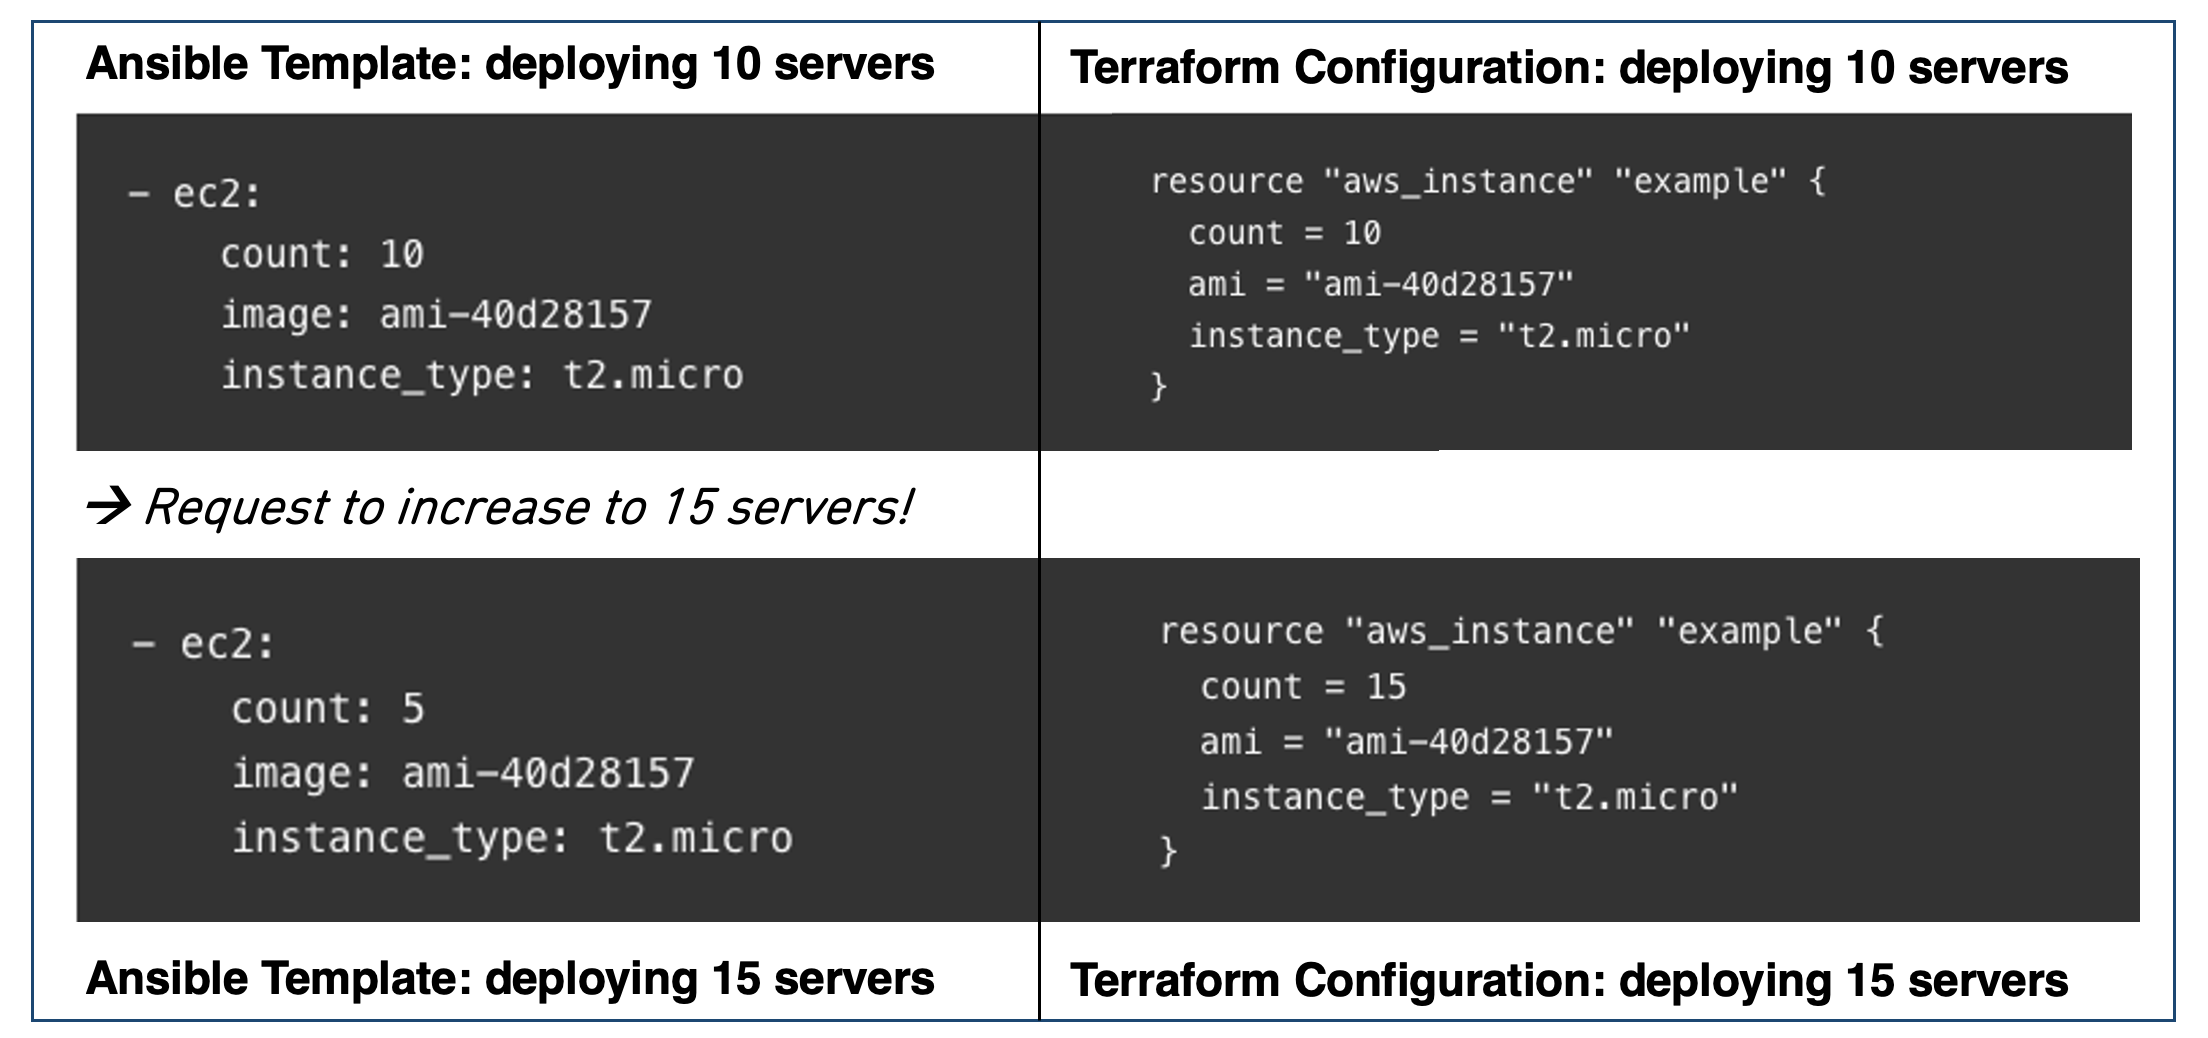 Ansible Template: deploying 10 servers
- ec2:
count: 10
image: ami-40d28157
instance_type: t2.micro
Terraform Configuration: deploying 10 servers
resource "aws_instance" "example" {
count = 10
ami = "ami-40d28157"
instance_type = "t2.micro"
}
→ Request to increase to 15 servers!
- ec2:
count: 5
image: ami-40d28157
instance_type: t2.micro
Ansible Template: deploying 15 servers
resource "aws_instance" "example" {
count = 15
ami = "ami-40d28157"
instance_type = "t2.micro"
}
Terraform Configuration: deploying 15 servers